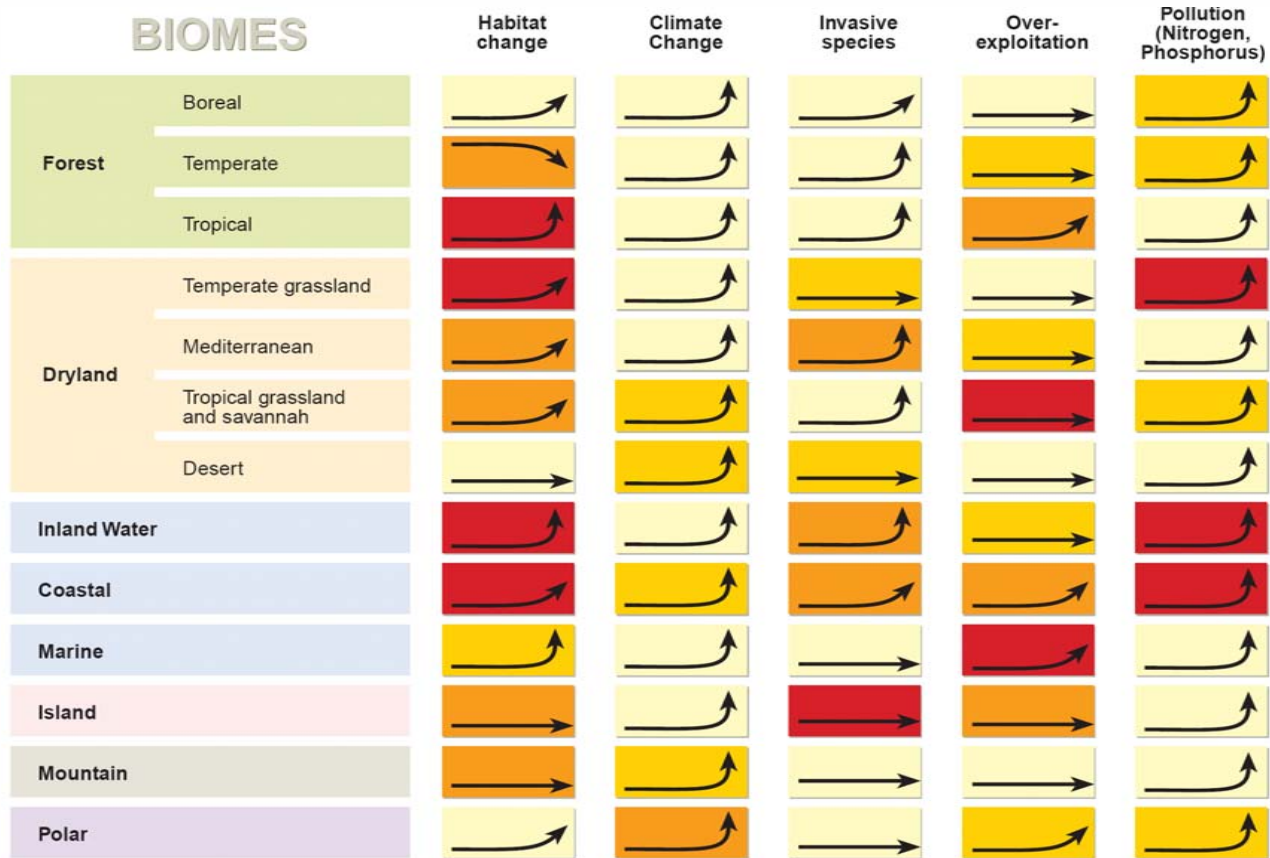 BIOMES
Habitat
change
Climate
Change
Invasive
species
Over-
exploitation
Pollution
(Nitrogen,
Phosphorus)
Forest
Boreal
Temperate
Tropical
Dryland
Temperate grassland
Mediterranean
Tropical grassland
and savannah
Desert
Inland Water
Coastal
Marine
Island
Mountain
Polar